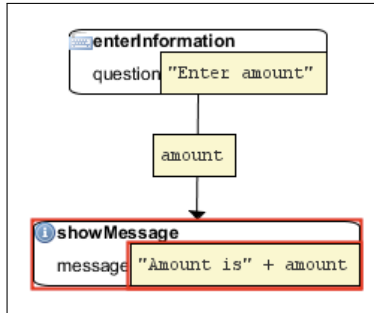 enterInformation
question "Enter amount"
amount
showMessage
message "Amount is" + amount